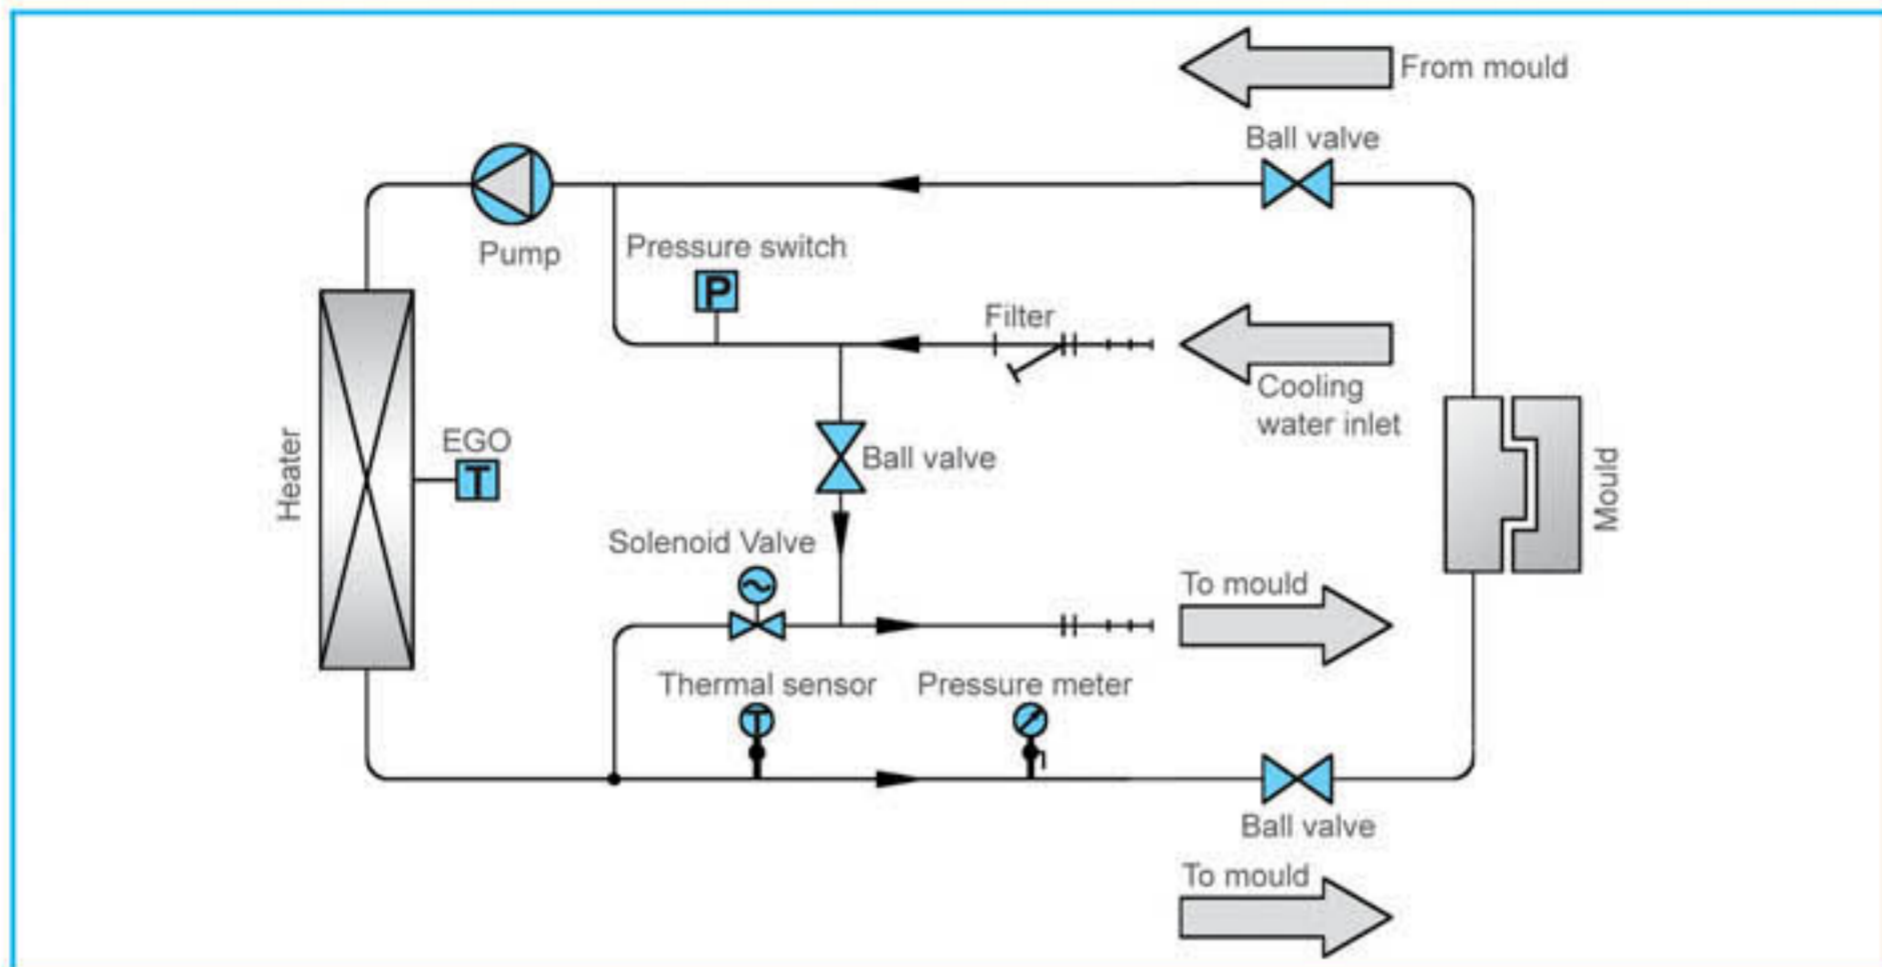 From mould
Ball valve
Pump
Pressure switch
P
Filter
Cooling
water inlet
EGO
T
Heater
Ball valve
Mould
Solenoid Valve
To mould
Thermal sensor
T
Pressure meter
Ball valve
To mould